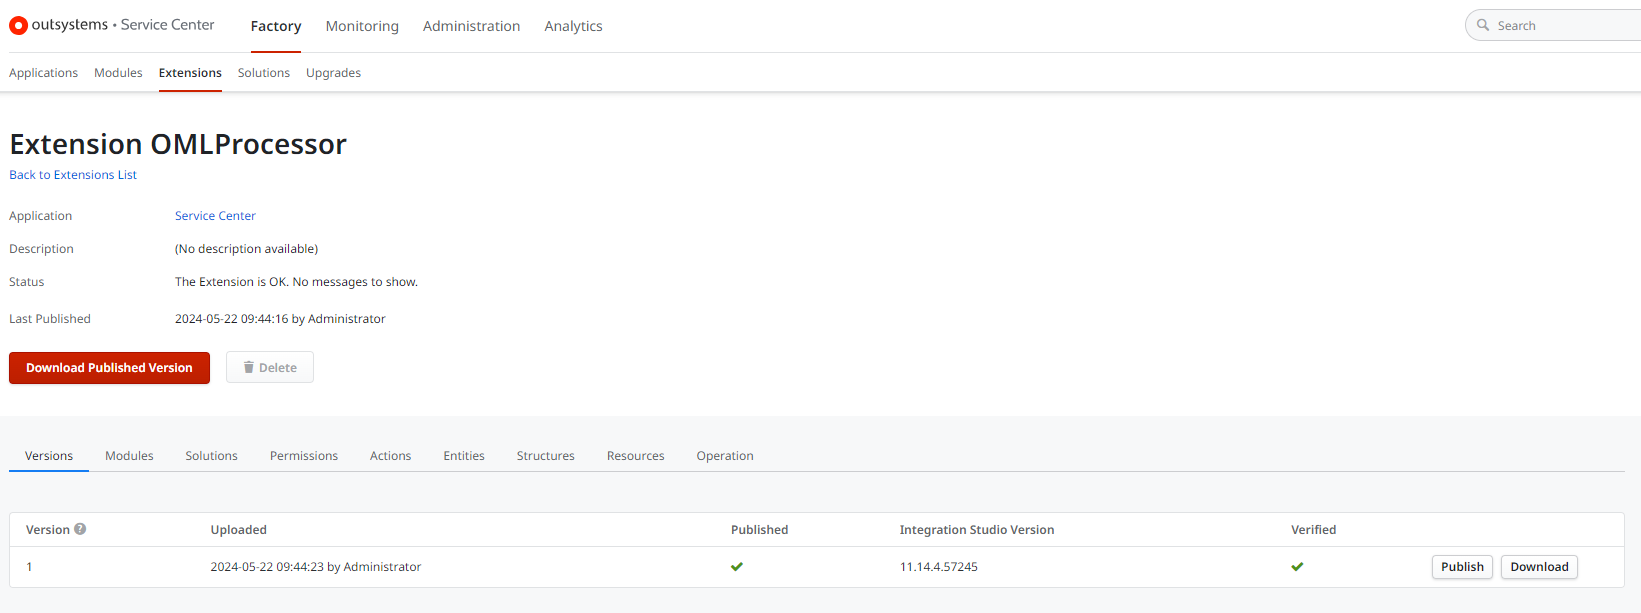 outsystems • Service Center Factory Monitoring Administration Analytics Search
Applications Modules Extensions Solutions Upgrades
Extension OMLProcessor
Back to Extensions List
Application Service Center
Description (No description available)
Status The Extension is OK. No messages to show.
Last Published 2024-05-22 09:44:16 by Administrator
Download Published Version Delete
Versions Modules Solutions Permissions Actions Entities Structures Resources Operation
Version ? Uploaded Published Integration Studio Version Verified
1 2024-05-22 09:44:23 by Administrator 11.14.4.57245 Publish Download